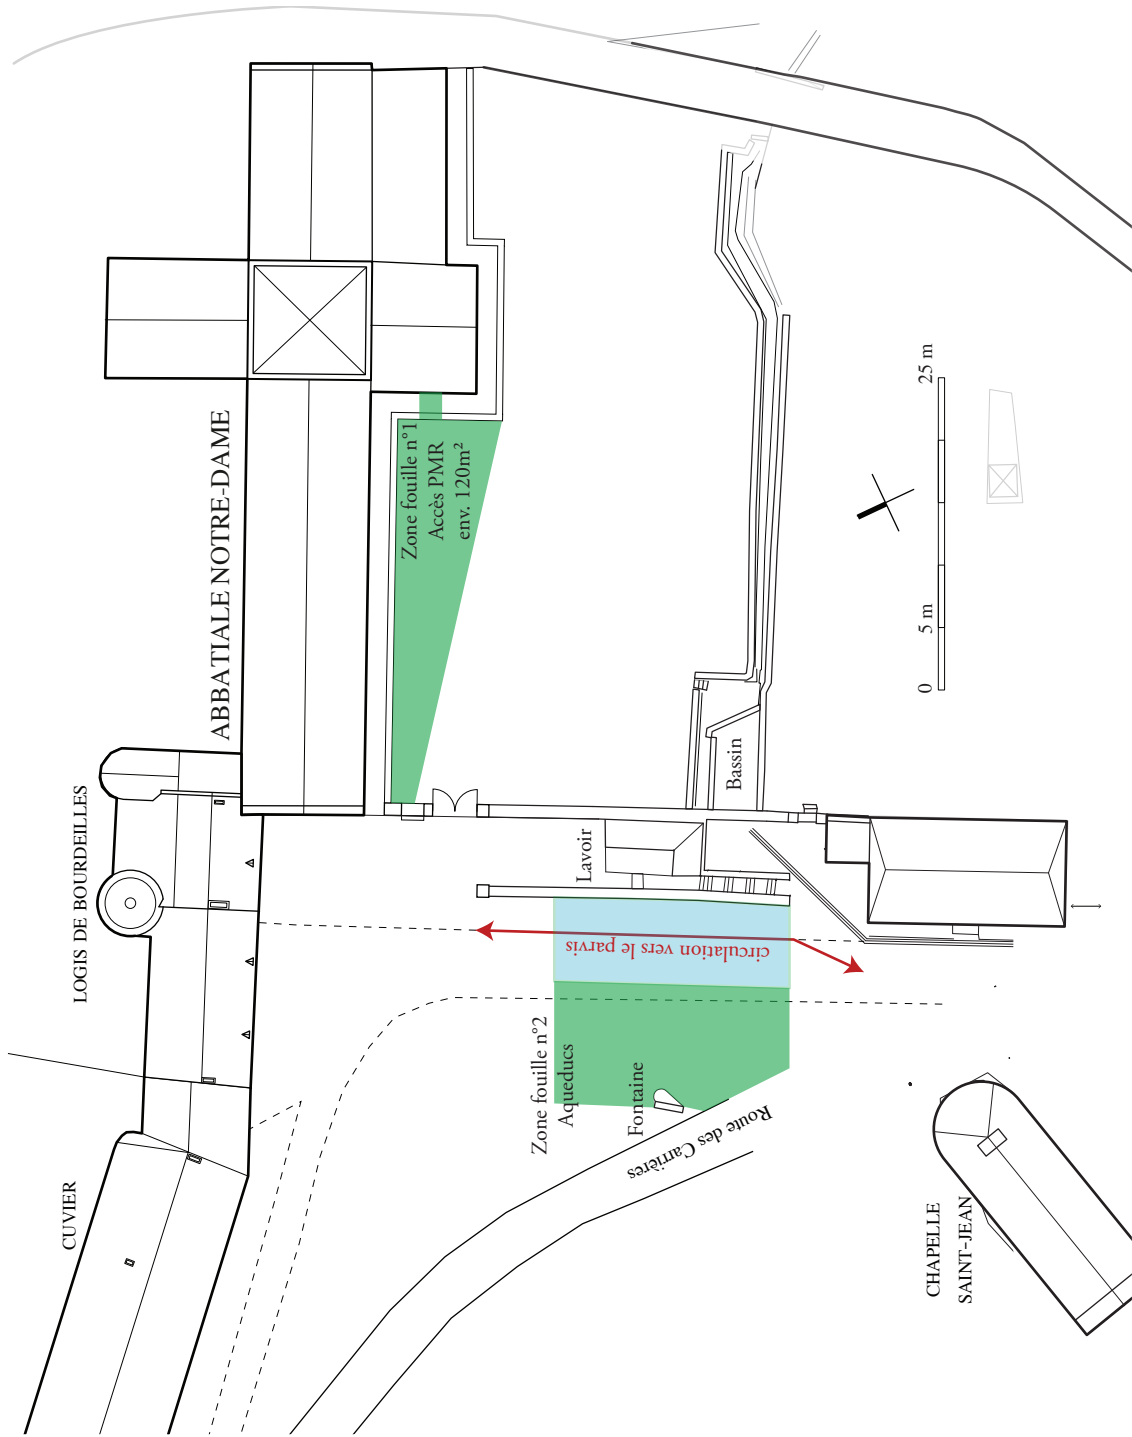 ABBATIALE NOTRE-DAME
Zone fouille n°1
Accès PMR
env. 120m²
LOGIS DE BOURDEILLES
CUVIER
Lavoir
Bassin
circulation vers le parvis
Zone fouille n°2
Aqueducs
Fontaine
Route des Carrières
CHAPELLE
SAINT-JEAN
0
5 m
25 m